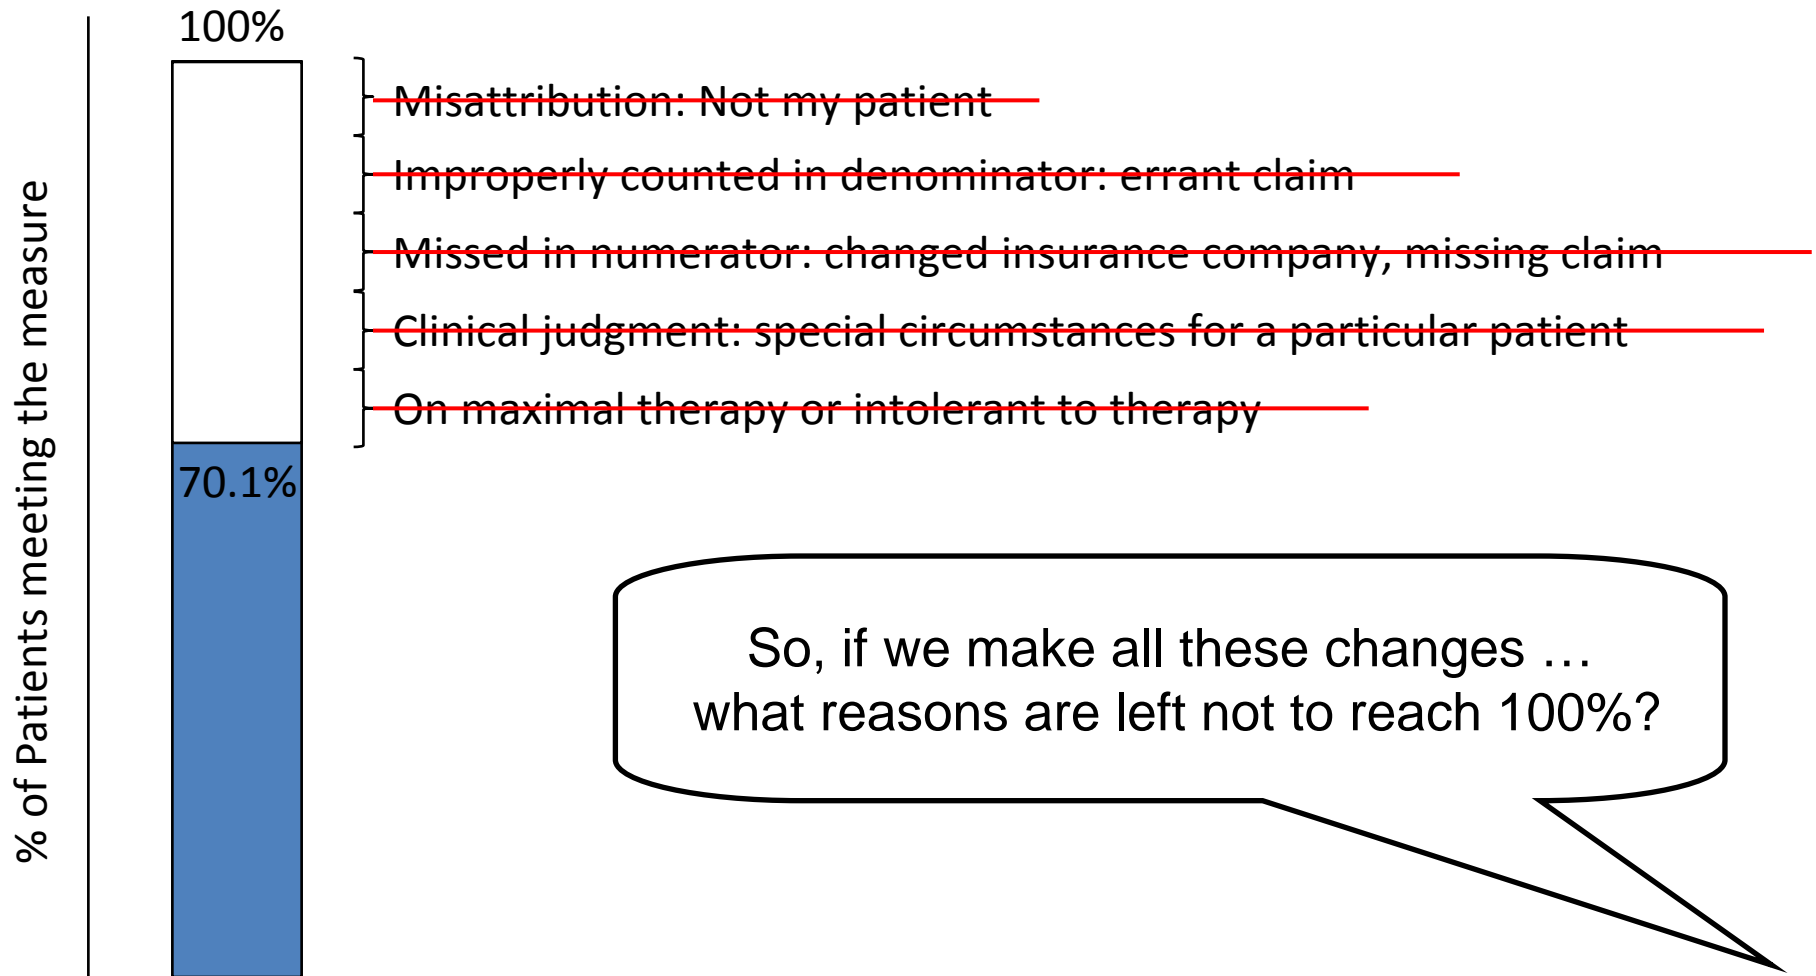 100%
Misattribution: Not my patient
Improperly counted in denominator: errant claim
Missed in numerator: changed insurance company, missing claim
Clinical judgment: special circumstances for a particular patient
On maximal therapy or intolerant to therapy
70.1%
% of Patients meeting the measure
So, if we make all these changes …
what reasons are left not to reach 100%?